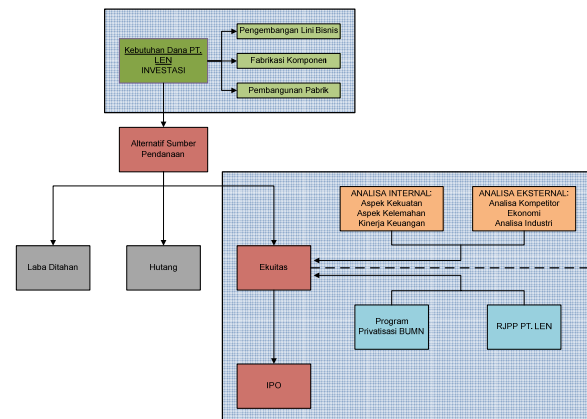 Kebutuhan Dana PT.
LEN
INVESTASI
Pengembangan Lini Bisnis
Fabrikasi Komponen
Pembangunan Pabrik
Alternatif Sumber
Pendanaan
Laba Ditahan
Hutang
Ekuitas
IPO
ANALISA INTERNAL:
Aspek Kekuatan
Aspek Kelemahan
Kinerja Keuangan
ANALISA EKSTERNAL:
Analisa Kompetitor
Ekonomi
Analisa Industri
Program
Privatisasi BUMN
RJPP PT. LEN